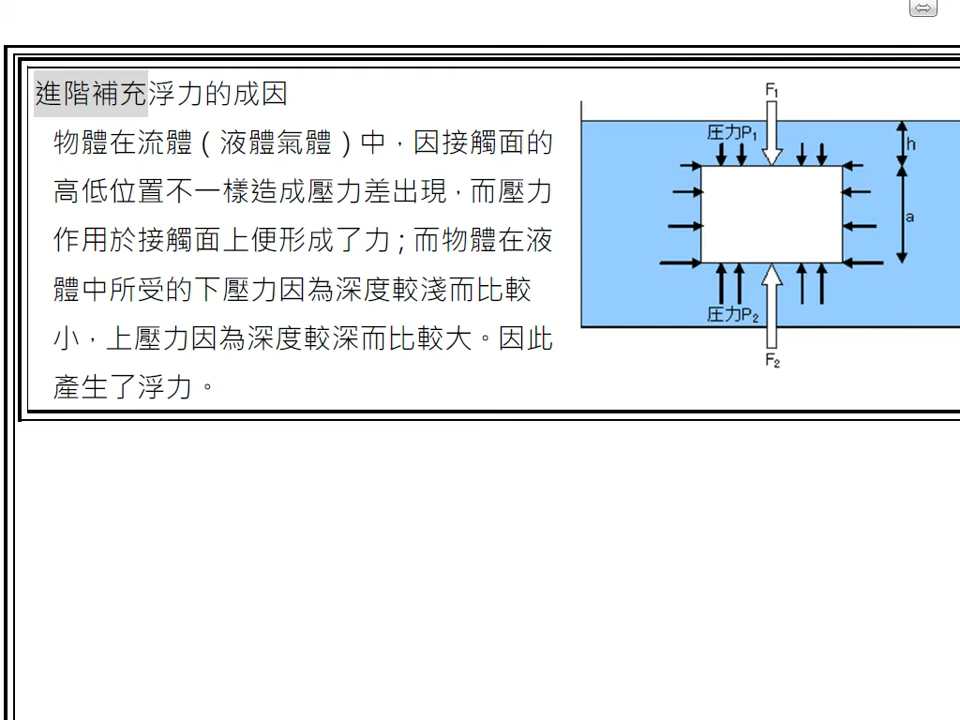 進階補充浮力的成因
物體在流體(液體氣體)中,因接觸面的
高低位置不一樣造成壓力差出現,而壓力
作用於接觸面上便形成了力;而物體在液
體中所受的下壓力因為深度較淺而比較
小,上壓力因為深度較深而比較大。因此
產生了浮力。
F₁
圧力P₁
h
a
圧力P₂
F₂